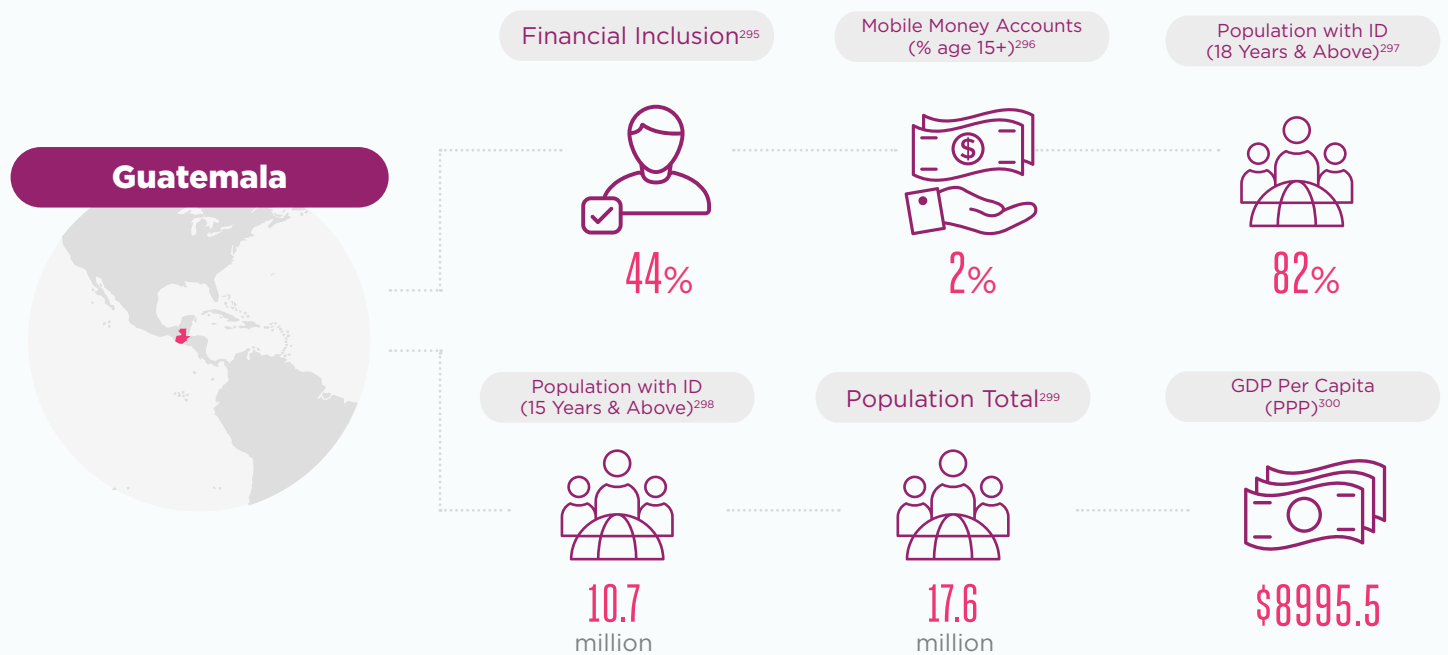 Guatemala
Financial Inclusion295
Mobile Money Accounts
(% age 15+)296
Population with ID
(18 Years & Above)297
$
44%
2%
82%
Population with ID
(15 Years & Above)298
Population Total299
GDP Per Capita
(PPP)300
10.7
million
17.6
million
$8995.5